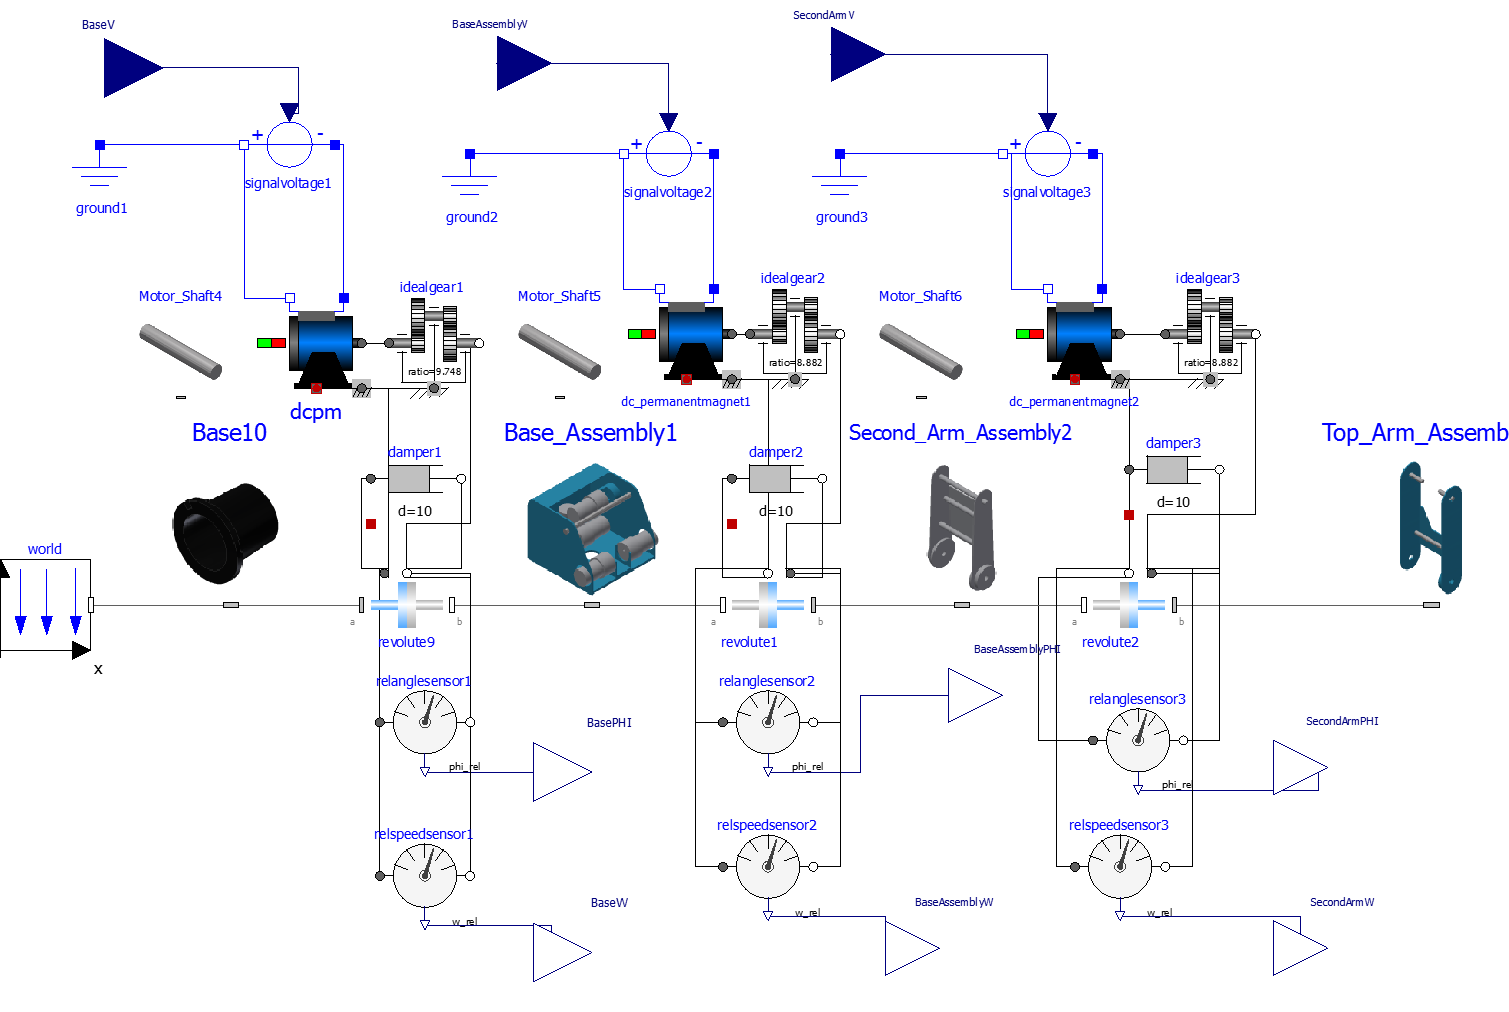 BaseV
BaseAssemblyV
SecondArmV
+
-
+
-
+
-
signalvoltage1
signalvoltage2
signalvoltage3
ground1
ground2
ground3
Motor_Shaft4
idealgear1
Motor_Shaft5
idealgear2
Motor_Shaft6
idealgear3
ratio=9.748
ratio=8.882
ratio=8.882
dcpm
dc_permanentmagnet1
dc_permanentmagnet2
Base10
Base_Assembly1
Second_Arm_Assembly2
Top_Arm_Assemb
damper1
damper2
damper3
d=10
d=10
d=10
world
a
b
a
b
a
b
revolute9
revolute1
revolute2
x
BaseAssemblyPHI
relanglesensor1
relanglesensor2
relanglesensor3
BasePHI
SecondArmPHI
phi_rel
phi_rel
phi_rel
relspeedsensor1
relspeedsensor2
relspeedsensor3
BaseW
BaseAssemblyW
SecondArmW
w_rel
w_rel
w_rel